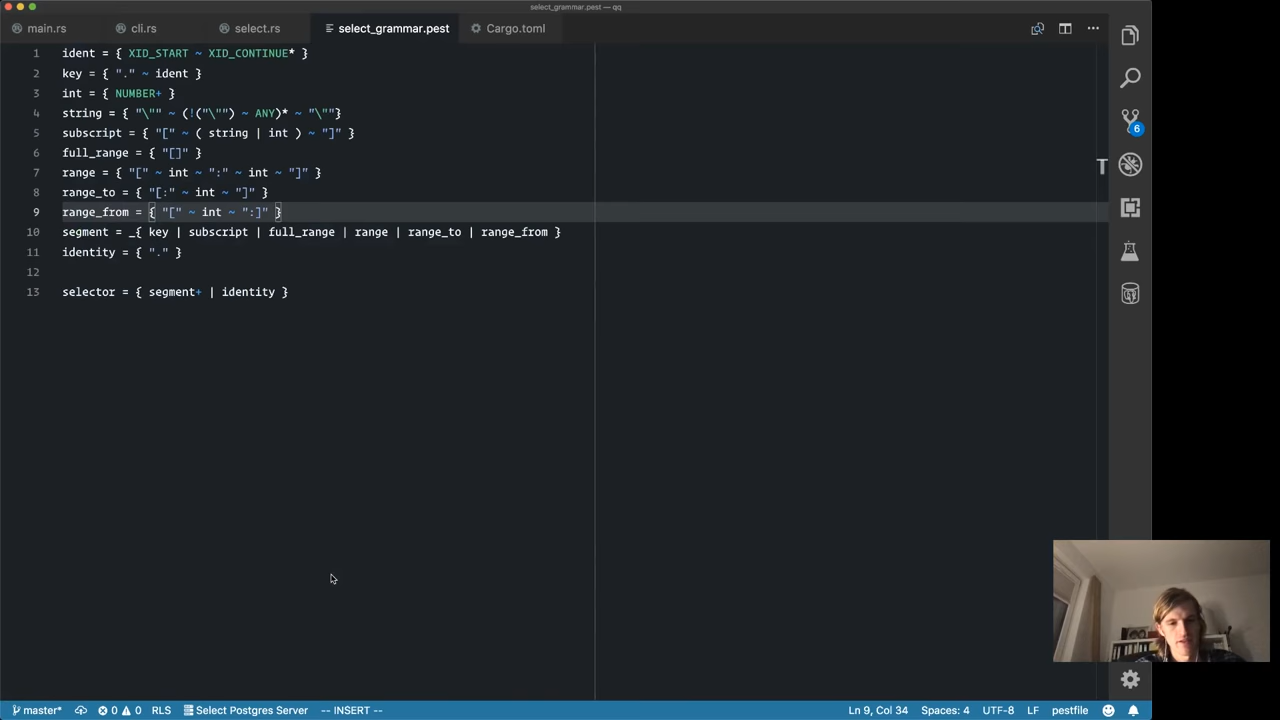 select_grammar.pest — qq
main.rs cli.rs select.rs select_grammar.pest Cargo.toml
1 ident = { XID_START ~ XID_CONTINUE* }
2 key = { "." ~ ident }
3 int = { NUMBER+ }
4 string = { "\"" ~ (!("\"") ~ ANY)* ~ "\""}
5 subscript = { "[" ~ ( string | int ) ~ "]" }
6 full_range = { "[]" }
7 range = { "[" ~ int ~ ":" ~ int ~ "]" }
8 range_to = { "[:" ~ int ~ "]" }
9 range_from = { "[" ~ int ~ ":]" }
10 segment = _{ key | subscript | full_range | range | range_to | range_from }
11 identity = { "." }
12
13 selector = { segment+ | identity }
6
T
master* 0 0 RLS Select Postgres Server -- INSERT -- Ln 9, Col 34 Spaces: 4 UTF-8 LF pestfile